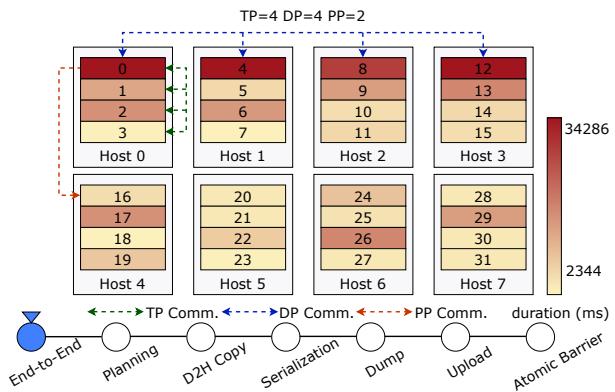 TP=4 DP=4 PP=2
0 4 8 12
1 5 9 13
2 6 10 14
3 7 11 15
Host 0 Host 1 Host 2 Host 3
34286
16 20 24 28
17 21 25 29
18 22 26 30
19 23 27 31
2344
Host 4 Host 5 Host 6 Host 7
TP Comm. DP Comm. PP Comm. duration (ms)
End-to-End Planning D2H Copy Serialization Dump Upload Atomic Barrier